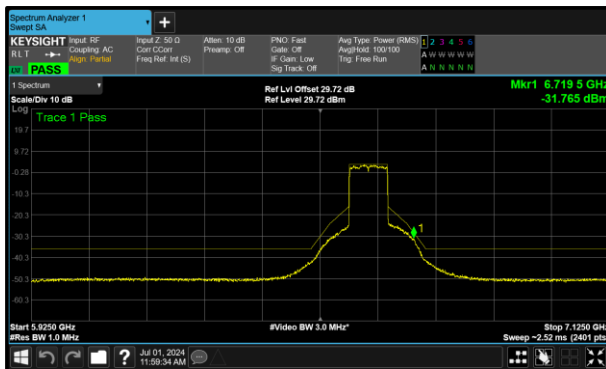 Spectrum Analyzer 1
Swept SA
+
KEYSIGHT Input: RF Input Z: 50 Ω Atten: 10 dB PNO: Fast Avg Type: Power (RMS) 1 2 3 4 5 6
RLT Coupling: AC Corr CCorr Preamp: Off Gate: Off Avg|Hold: 100/100 A W W W W W
Align: Partial Freq Ref: Int (S) IF Gain: Low Trig: Free Run
PASS Sig Track: Off A N N N N N
1 Spectrum Ref Lvl Offset 29.72 dB Mkr1 6.719 5 GHz
Scale/Div 10 dB Ref Level 29.72 dBm -31.765 dBm
Log
Trace 1 Pass
19.7
9.72
-0.28
-10.3
-20.3
-30.3
1
-40.3
-50.3
-60.3
Start 5.9250 GHz #Video BW 3.0 MHz* Stop 7.1250 GHz
#Res BW 1.0 MHz Sweep ~2.52 ms (2401 pts)
? Jul 01, 2024
11:59:34 AM